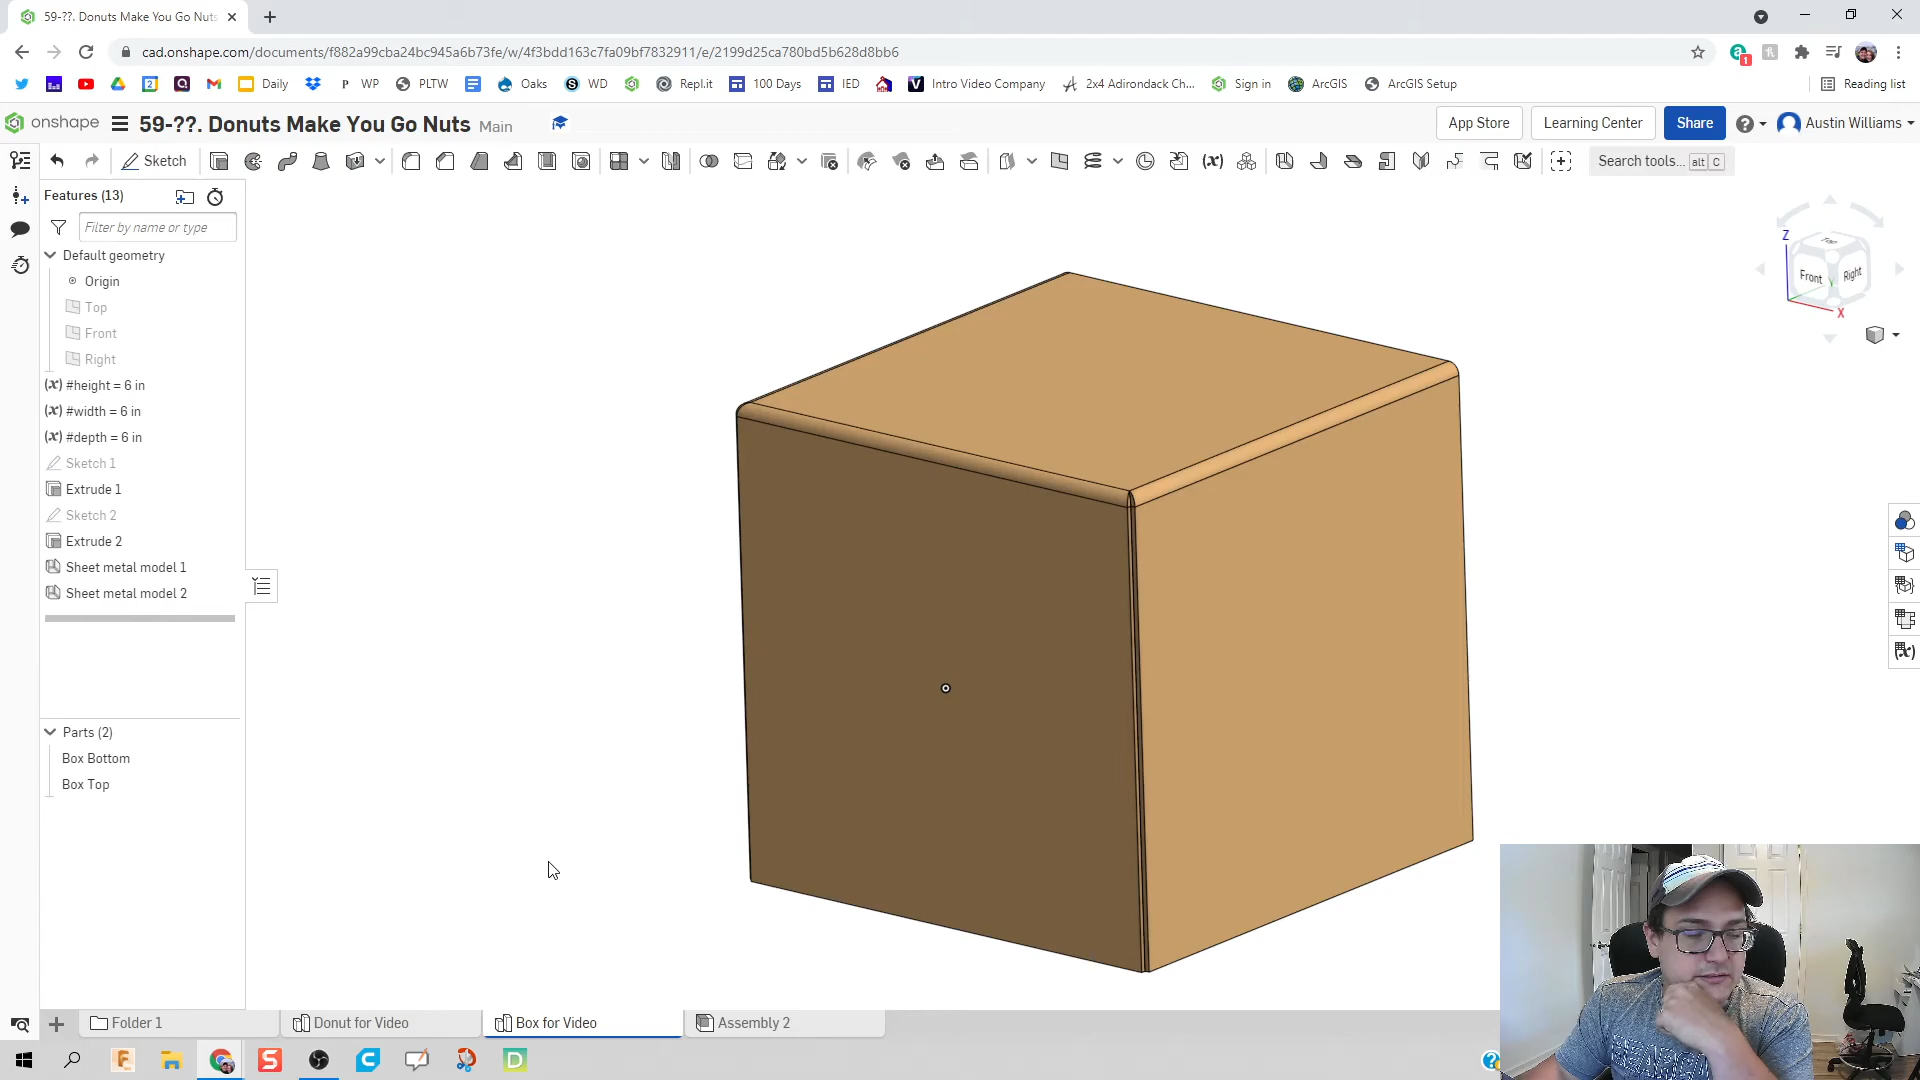 59-??. Donuts Make You Go Nuts
cad.onshape.com/documents/f882a99cba24bc945a6b73fe/w/4f3bdd163c7fa09bf7832911/e/2199d25ca780bd5b628d8bb6
Daily WP PLTW Oaks WD Repl.it 100 Days IED Intro Video Company 2x4 Adirondack Ch... Sign in ArcGIS ArcGIS Setup Reading list
onshape 59-??. Donuts Make You Go Nuts Main App Store Learning Center Share Austin Williams
Sketch Search tools... alt C
Features (13)
Filter by name or type
Default geometry
Origin
Top
Front
Right
(x) #height = 6 in
(x) #width = 6 in
(x) #depth = 6 in
Sketch 1
Extrude 1
Sketch 2
Extrude 2
Sheet metal model 1
Sheet metal model 2
Parts (2)
Box Bottom
Box Top
Z
Top
Front Right
X
Folder 1 Donut for Video Box for Video Assembly 2